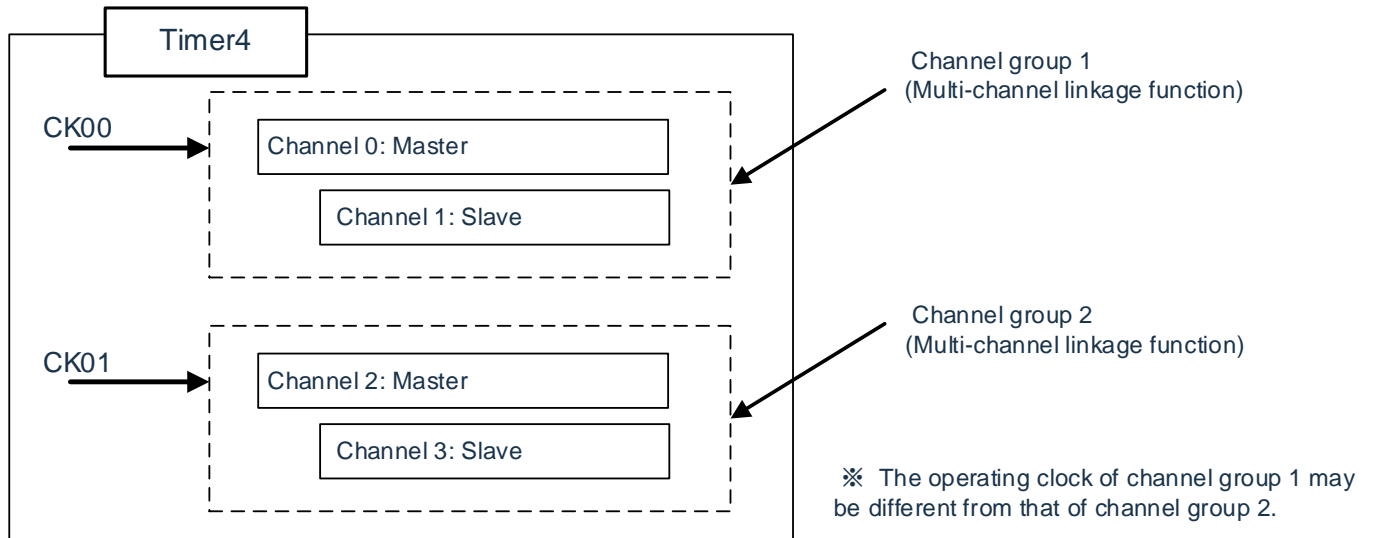 Timer4
Channel group 1
(Multi-channel linkage function)
CK00
Channel 0: Master
Channel 1: Slave
Channel group 2
(Multi-channel linkage function)
CK01
Channel 2: Master
Channel 3: Slave
※ The operating clock of channel group 1 may
be different from that of channel group 2.